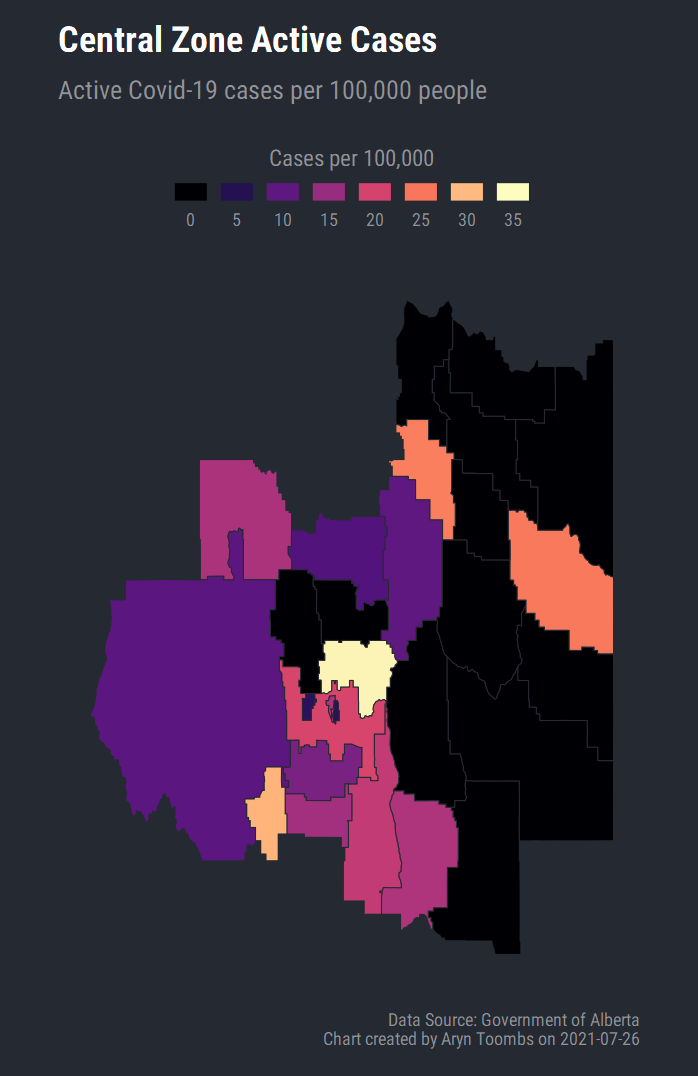 Central Zone Active Cases
Active Covid-19 cases per 100,000 people
Cases per 100,000
0 5 10 15 20 25 30 35
Data Source: Government of Alberta
Chart created by Aryn Toombs on 2021-07-26